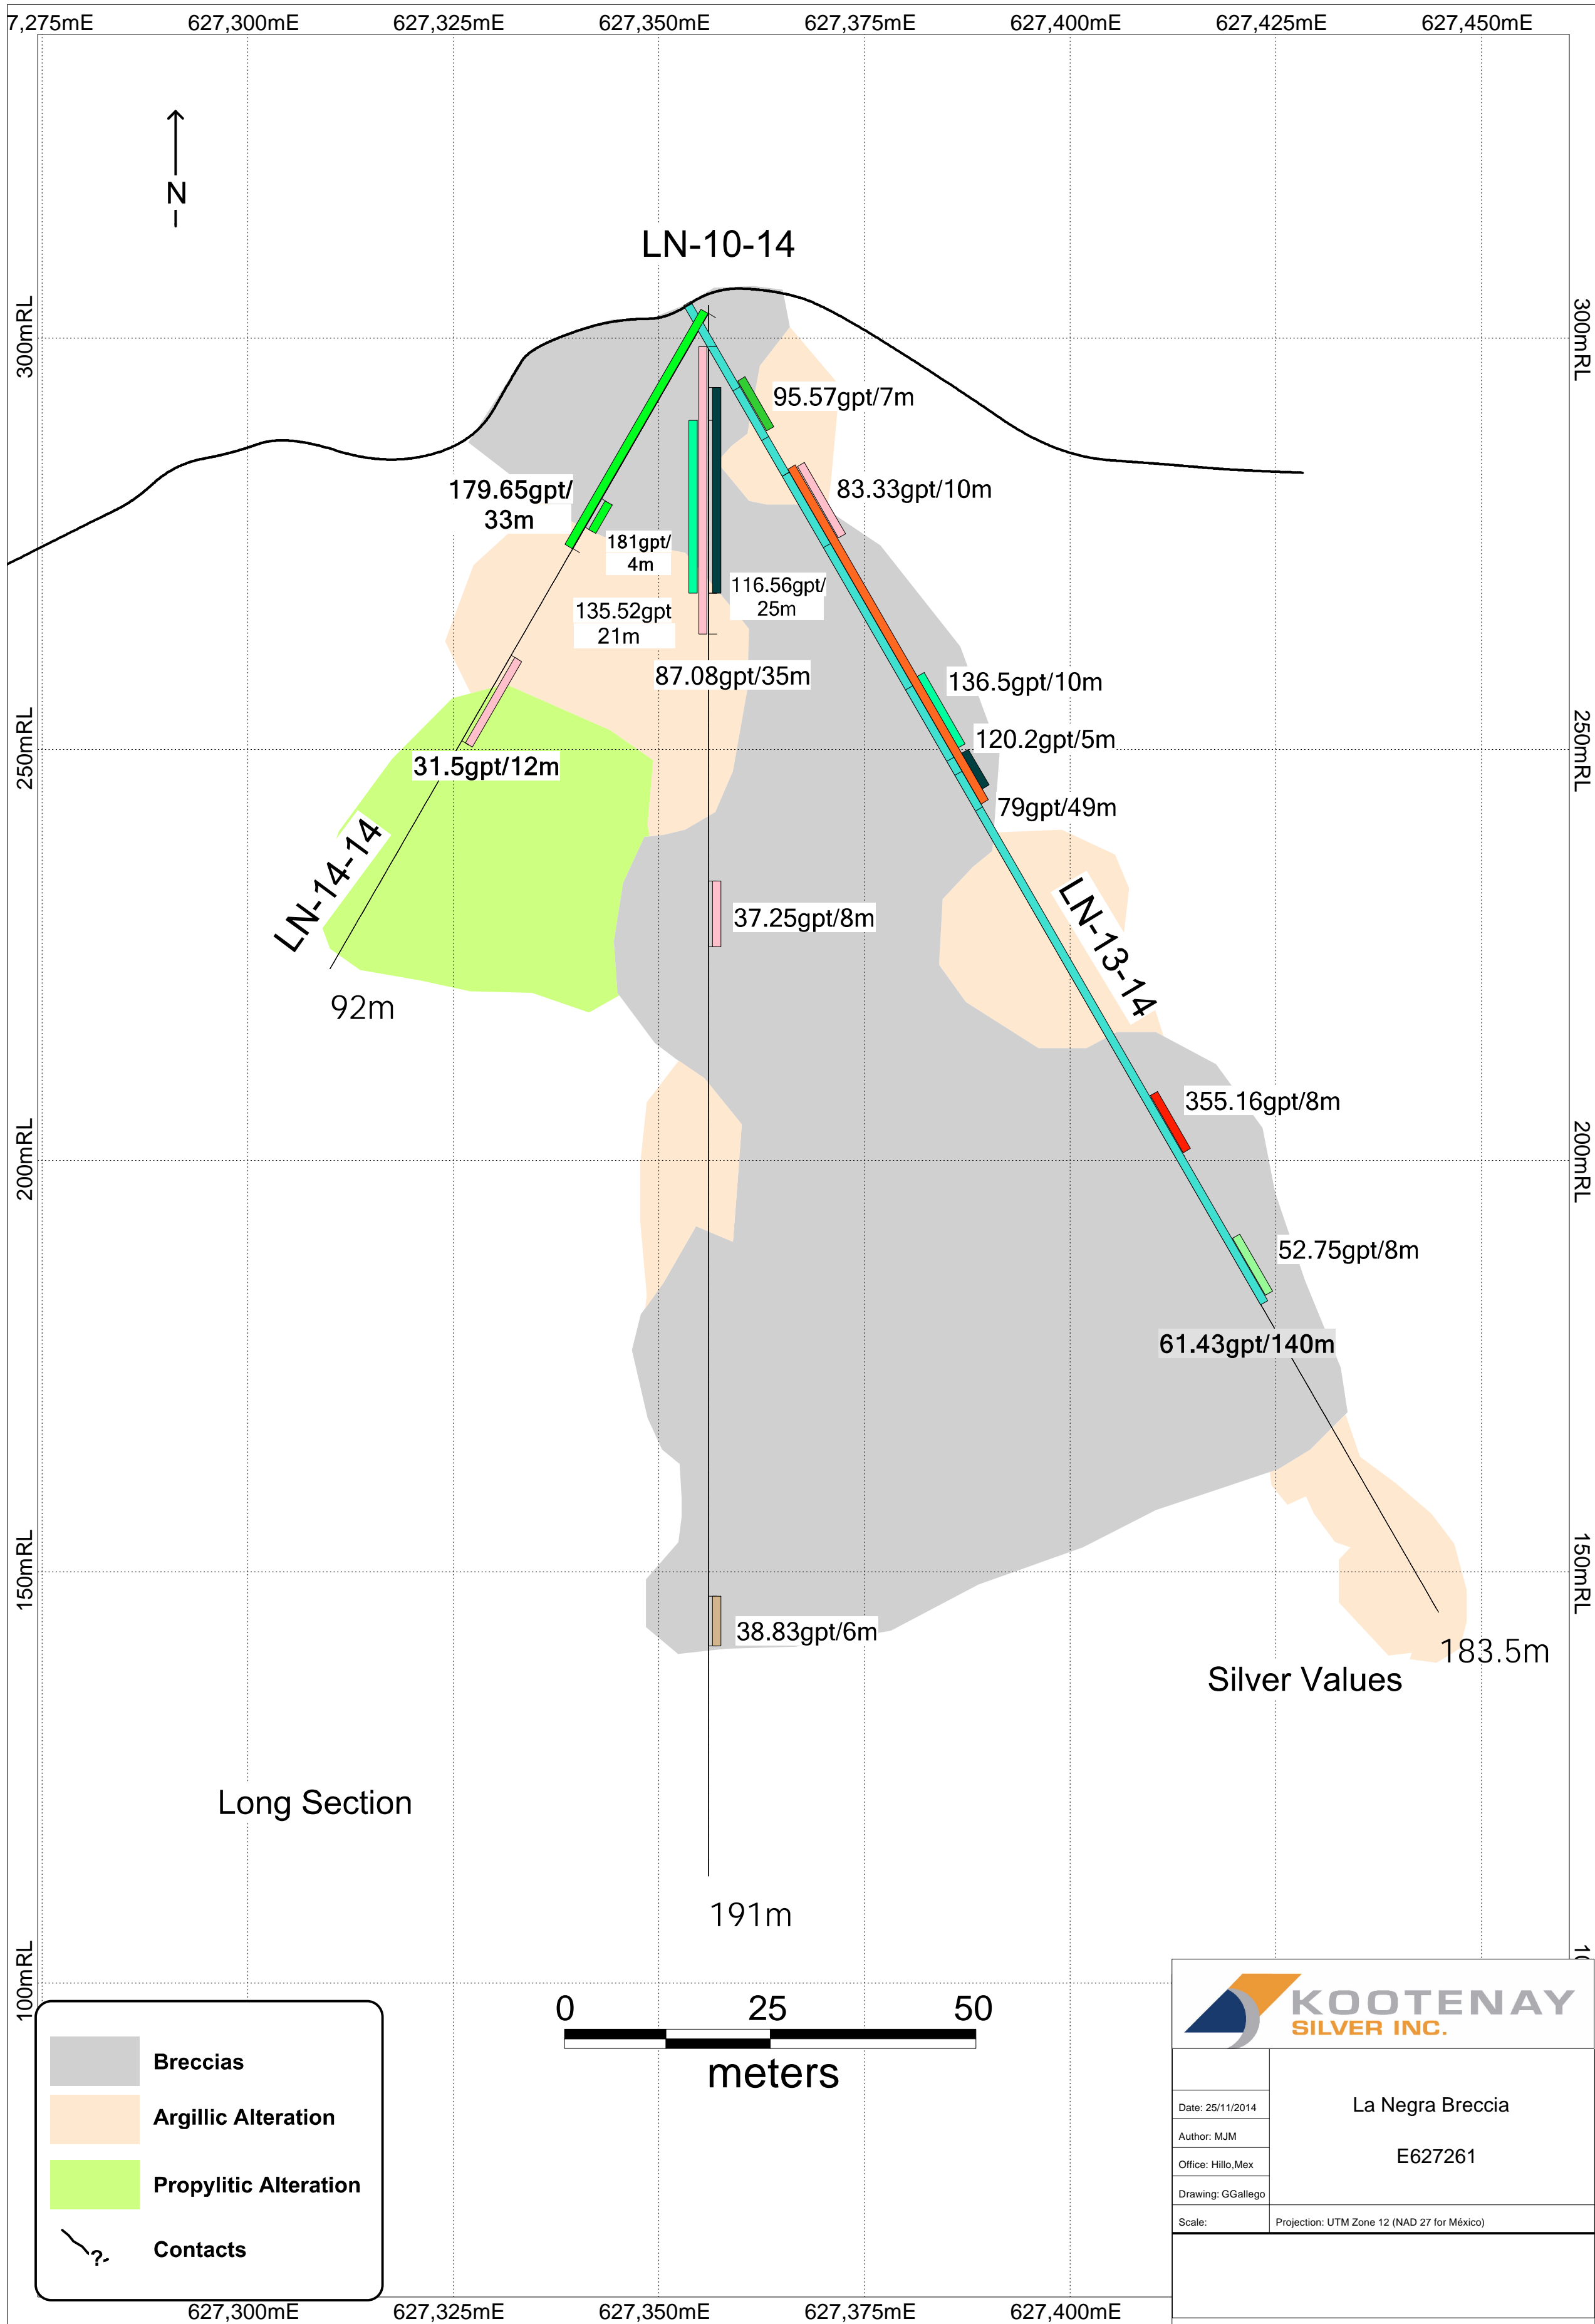 7,275mE 627,300mE 627,325mE 627,350mE 627,375mE 627,400mE 627,425mE 627,450mE
N
LN-10-14
300mRL 300mRL
95.57gpt/7m
179.65gpt/
33m
83.33gpt/10m
181gpt/
4m
116.56gpt/
25m
135.52gpt
21m
87.08gpt/35m
136.5gpt/10m
120.2gpt/5m
250mRL 250mRL
31.5gpt/12m
79gpt/49m
LN-14-14
LN-13-14
37.25gpt/8m
92m
355.16gpt/8m
200mRL 200mRL
52.75gpt/8m
61.43gpt/140m
150mRL 150mRL
38.83gpt/6m
183.5m
Silver Values
Long Section
191m
100mRL 10
0 25 50
meters
Breccias
Argillic Alteration
Propylitic Alteration
?
Contacts
KOOTENAY
SILVER INC.
Date: 25/11/2014
La Negra Breccia
Author: MJM
E627261
Office: Hillo,Mex
Drawing: GGallego
Scale:
Projection: UTM Zone 12 (NAD 27 for México)
627,300mE 627,325mE 627,350mE 627,375mE 627,400mE